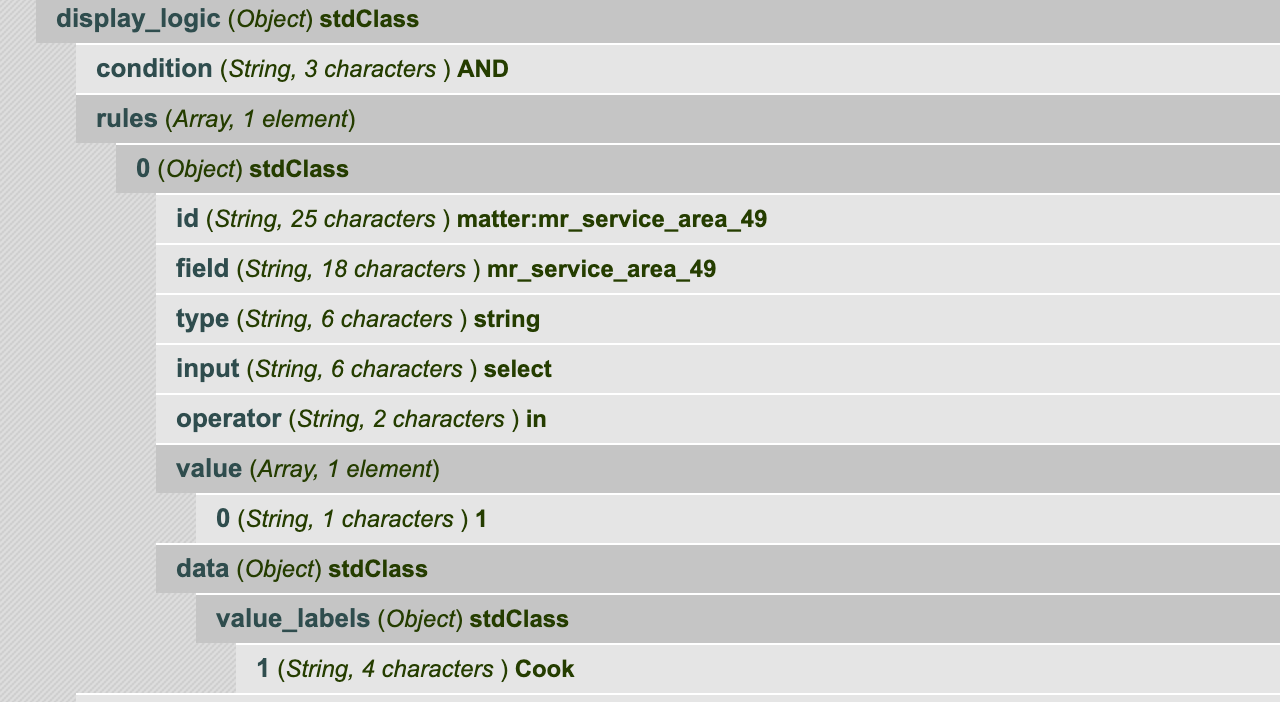 display_logic (Object) stdClass
condition (String, 3 characters ) AND
rules (Array, 1 element)
0 (Object) stdClass
id (String, 25 characters ) matter:mr_service_area_49
field (String, 18 characters ) mr_service_area_49
type (String, 6 characters ) string
input (String, 6 characters ) select
operator (String, 2 characters ) in
value (Array, 1 element)
0 (String, 1 characters ) 1
data (Object) stdClass
value_labels (Object) stdClass
1 (String, 4 characters ) Cook